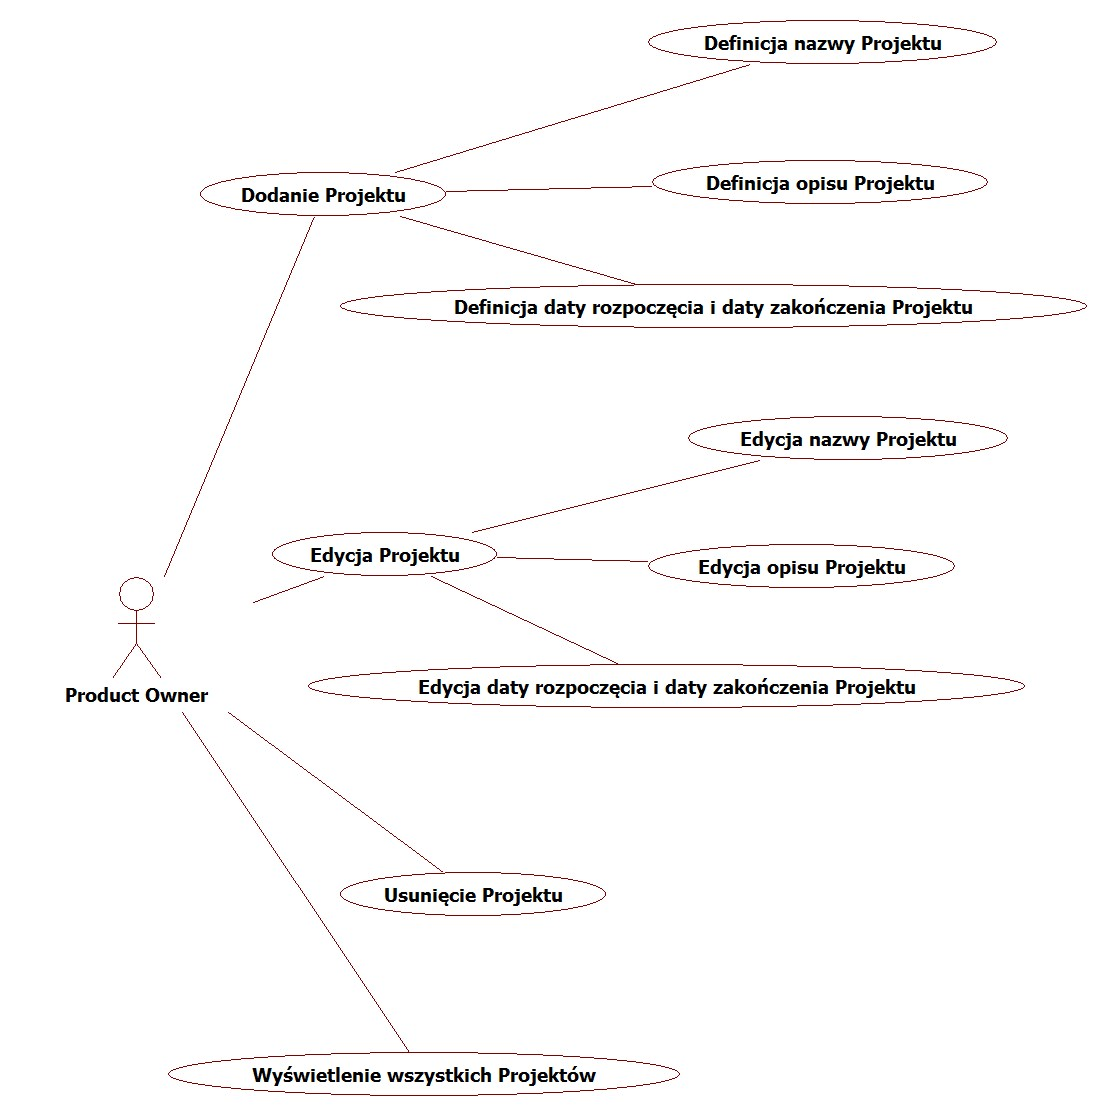 Definicja nazwy Projektu
Dodanie Projektu
Definicja opisu Projektu
Definicja daty rozpoczęcia i daty zakończenia Projektu
Edycja nazwy Projektu
Edycja Projektu
Edycja opisu Projektu
Edycja daty rozpoczęcia i daty zakończenia Projektu
Product Owner
Usunięcie Projektu
Wyświetlenie wszystkich Projektów